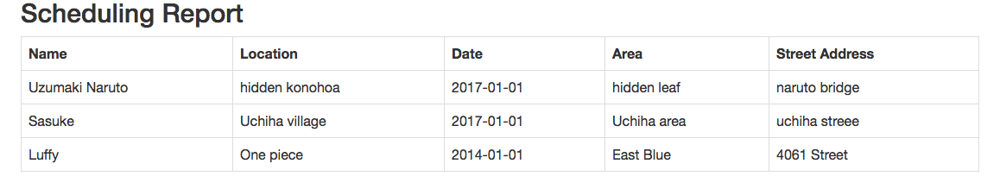 Scheduling Report
Name Location Date Area Street Address
Uzumaki Naruto hidden konohoa 2017-01-01 hidden leaf naruto bridge
Sasuke Uchiha village 2017-01-01 Uchiha area uchiha streee
Luffy One piece 2014-01-01 East Blue 4061 Street